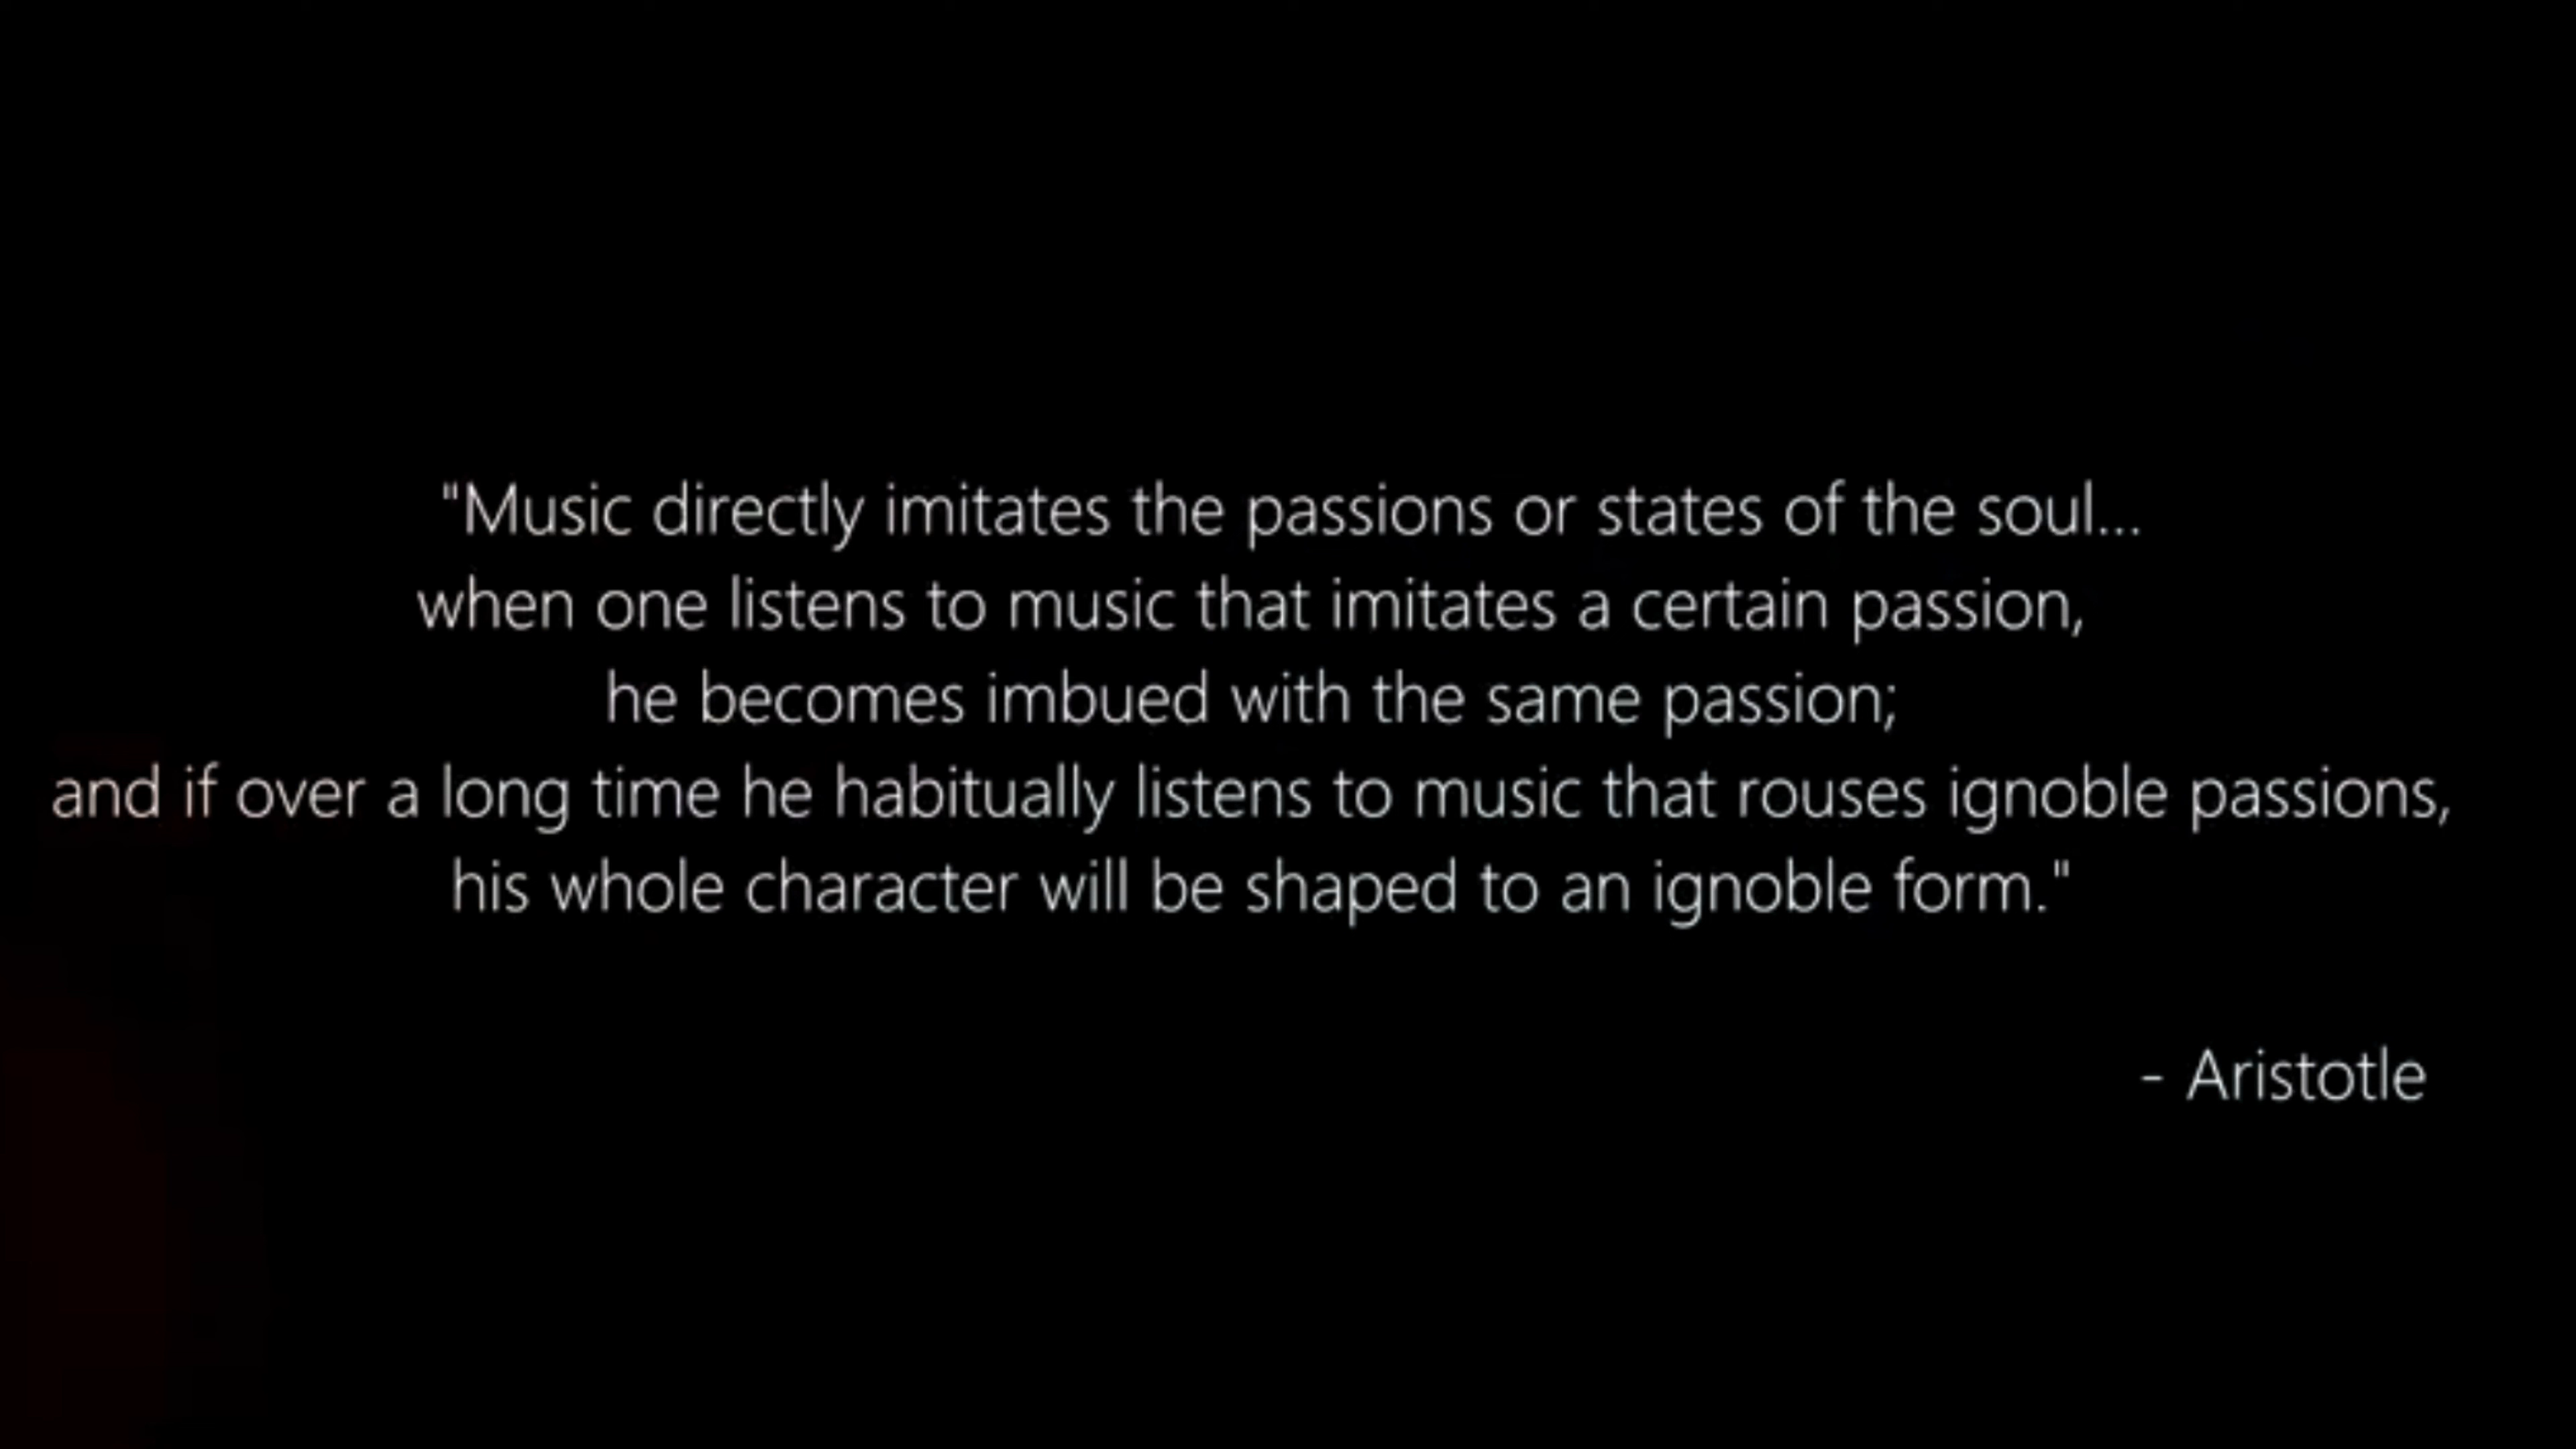 "Music directly imitates the passions or states of the soul...
when one listens to music that imitates a certain passion,
he becomes imbued with the same passion;
and if over a long time he habitually listens to music that rouses ignoble passions,
his whole character will be shaped to an ignoble form."
- Aristotle